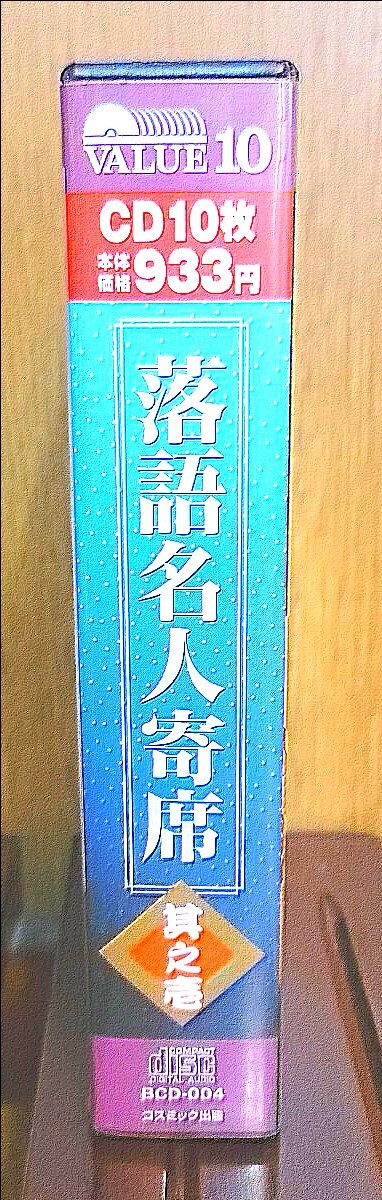 VALUE 10
CD10枚
本体価格 933円
落語名人寄席
其之壱
COMPACT
disc
DIGITAL AUDIO
BCD-004
コスミック出版